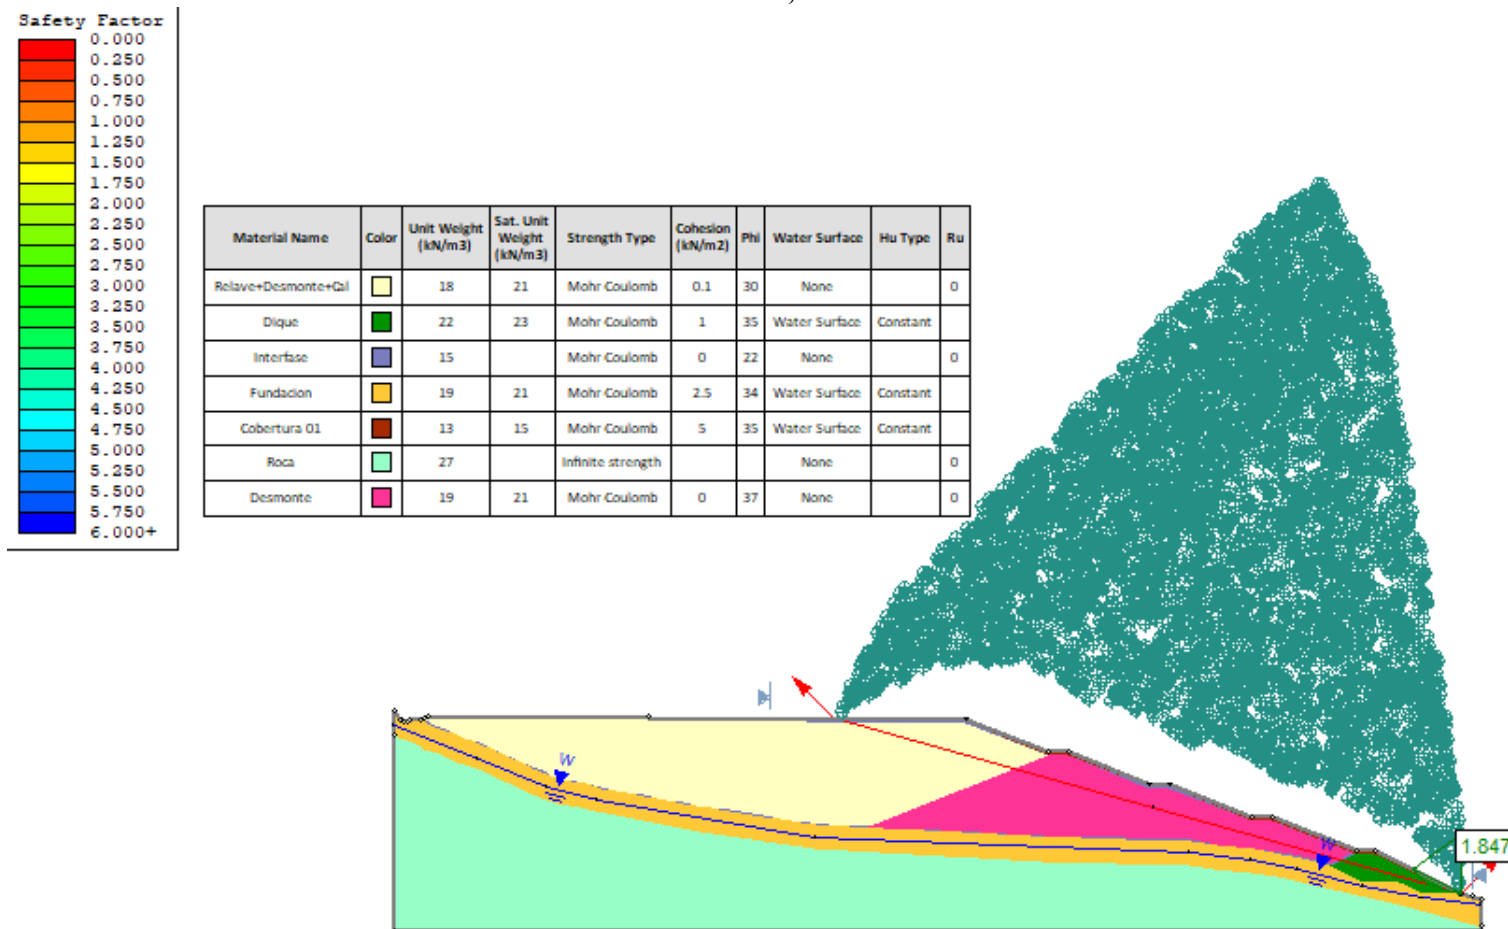 Safety Factor
0.000
0.250
0.500
0.750
1.000
1.250
1.500
1.750
2.000
2.250
2.500
2.750
3.000
3.250
3.500
3.750
4.000
4.250
4.500
4.750
5.000
5.250
5.500
5.750
6.000+
Material Name Color Unit Weight (kN/m3) Sat. Unit Weight (kN/m3) Strength Type Cohesion (kN/m2) Phi Water Surface Hu Type Ru
Relave+Desmonte+Cal 18 21 Mohr Coulomb 0.1 30 None 0
Dique 22 23 Mohr Coulomb 1 35 Water Surface Constant
Interfase 15 Mohr Coulomb 0 22 None 0
Fundacion 19 21 Mohr Coulomb 2.5 34 Water Surface Constant
Cobertura 01 13 15 Mohr Coulomb 5 35 Water Surface Constant
Roca 27 Infinite strength None 0
Desmonte 19 21 Mohr Coulomb 0 37 None 0
W
W
1.847